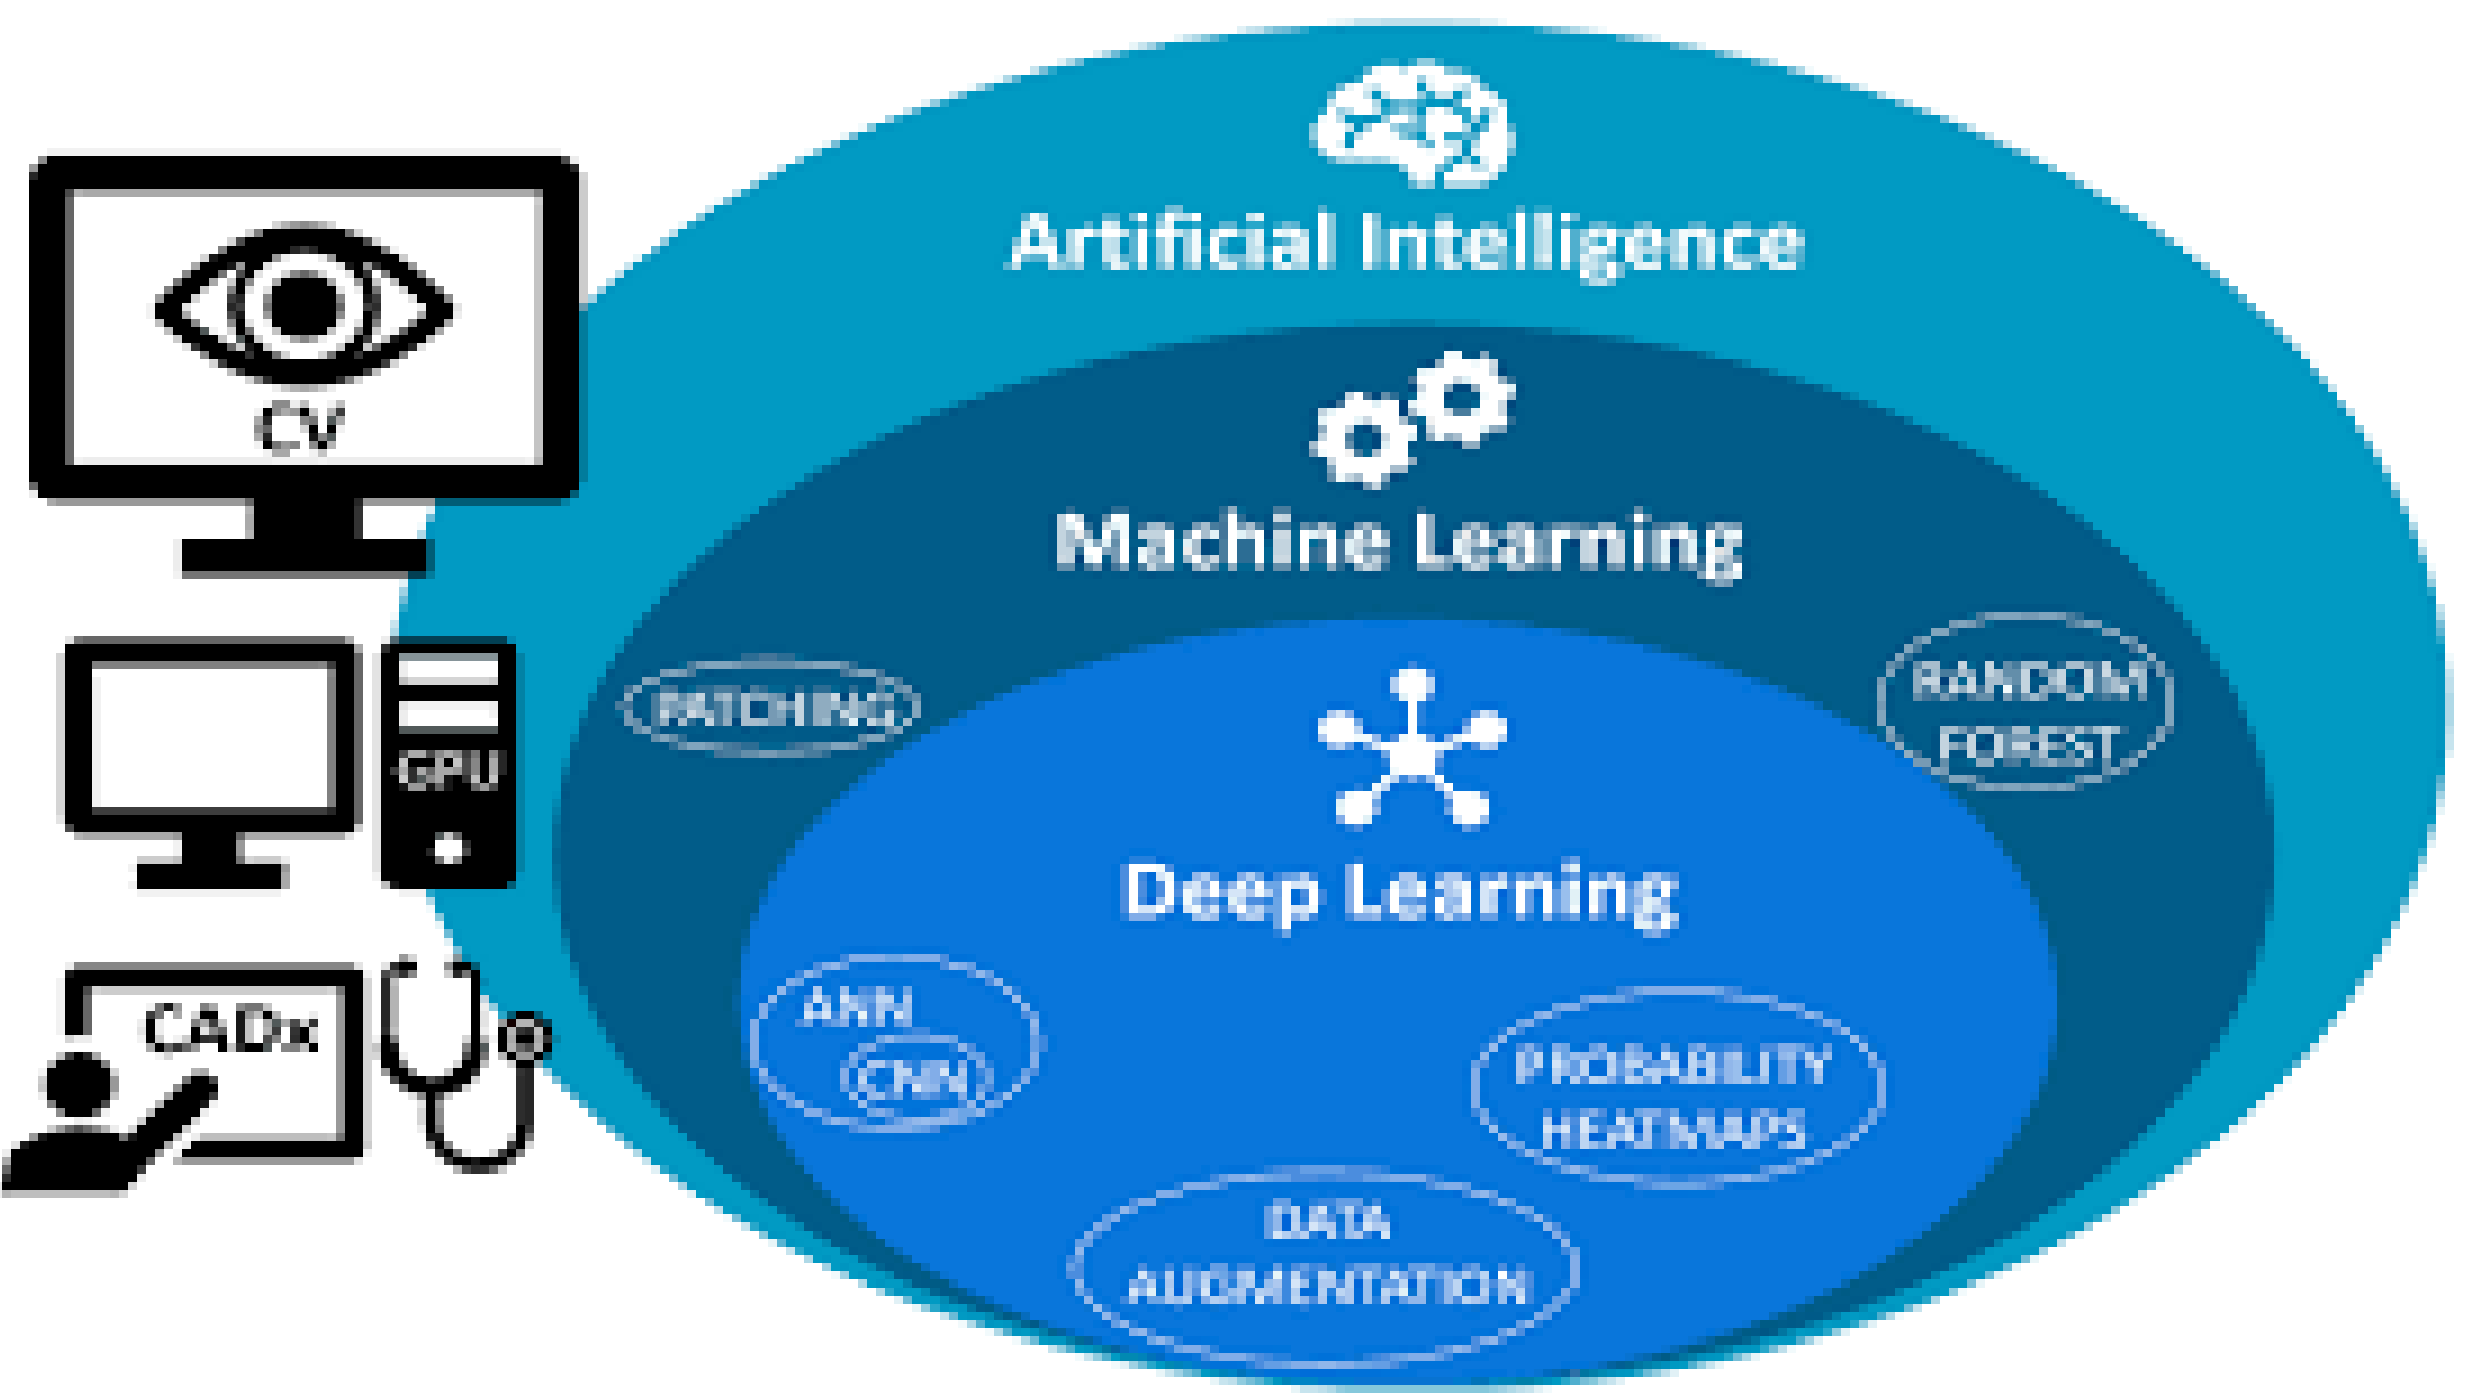 Artificial Intelligence
CV
Machine Learning
PATCHING
RANDOM
FOREST
GPU
Deep Learning
CADx
ANN
CNN
PROBABILITY
HEATMAPS
DATA
AUGMENTATION